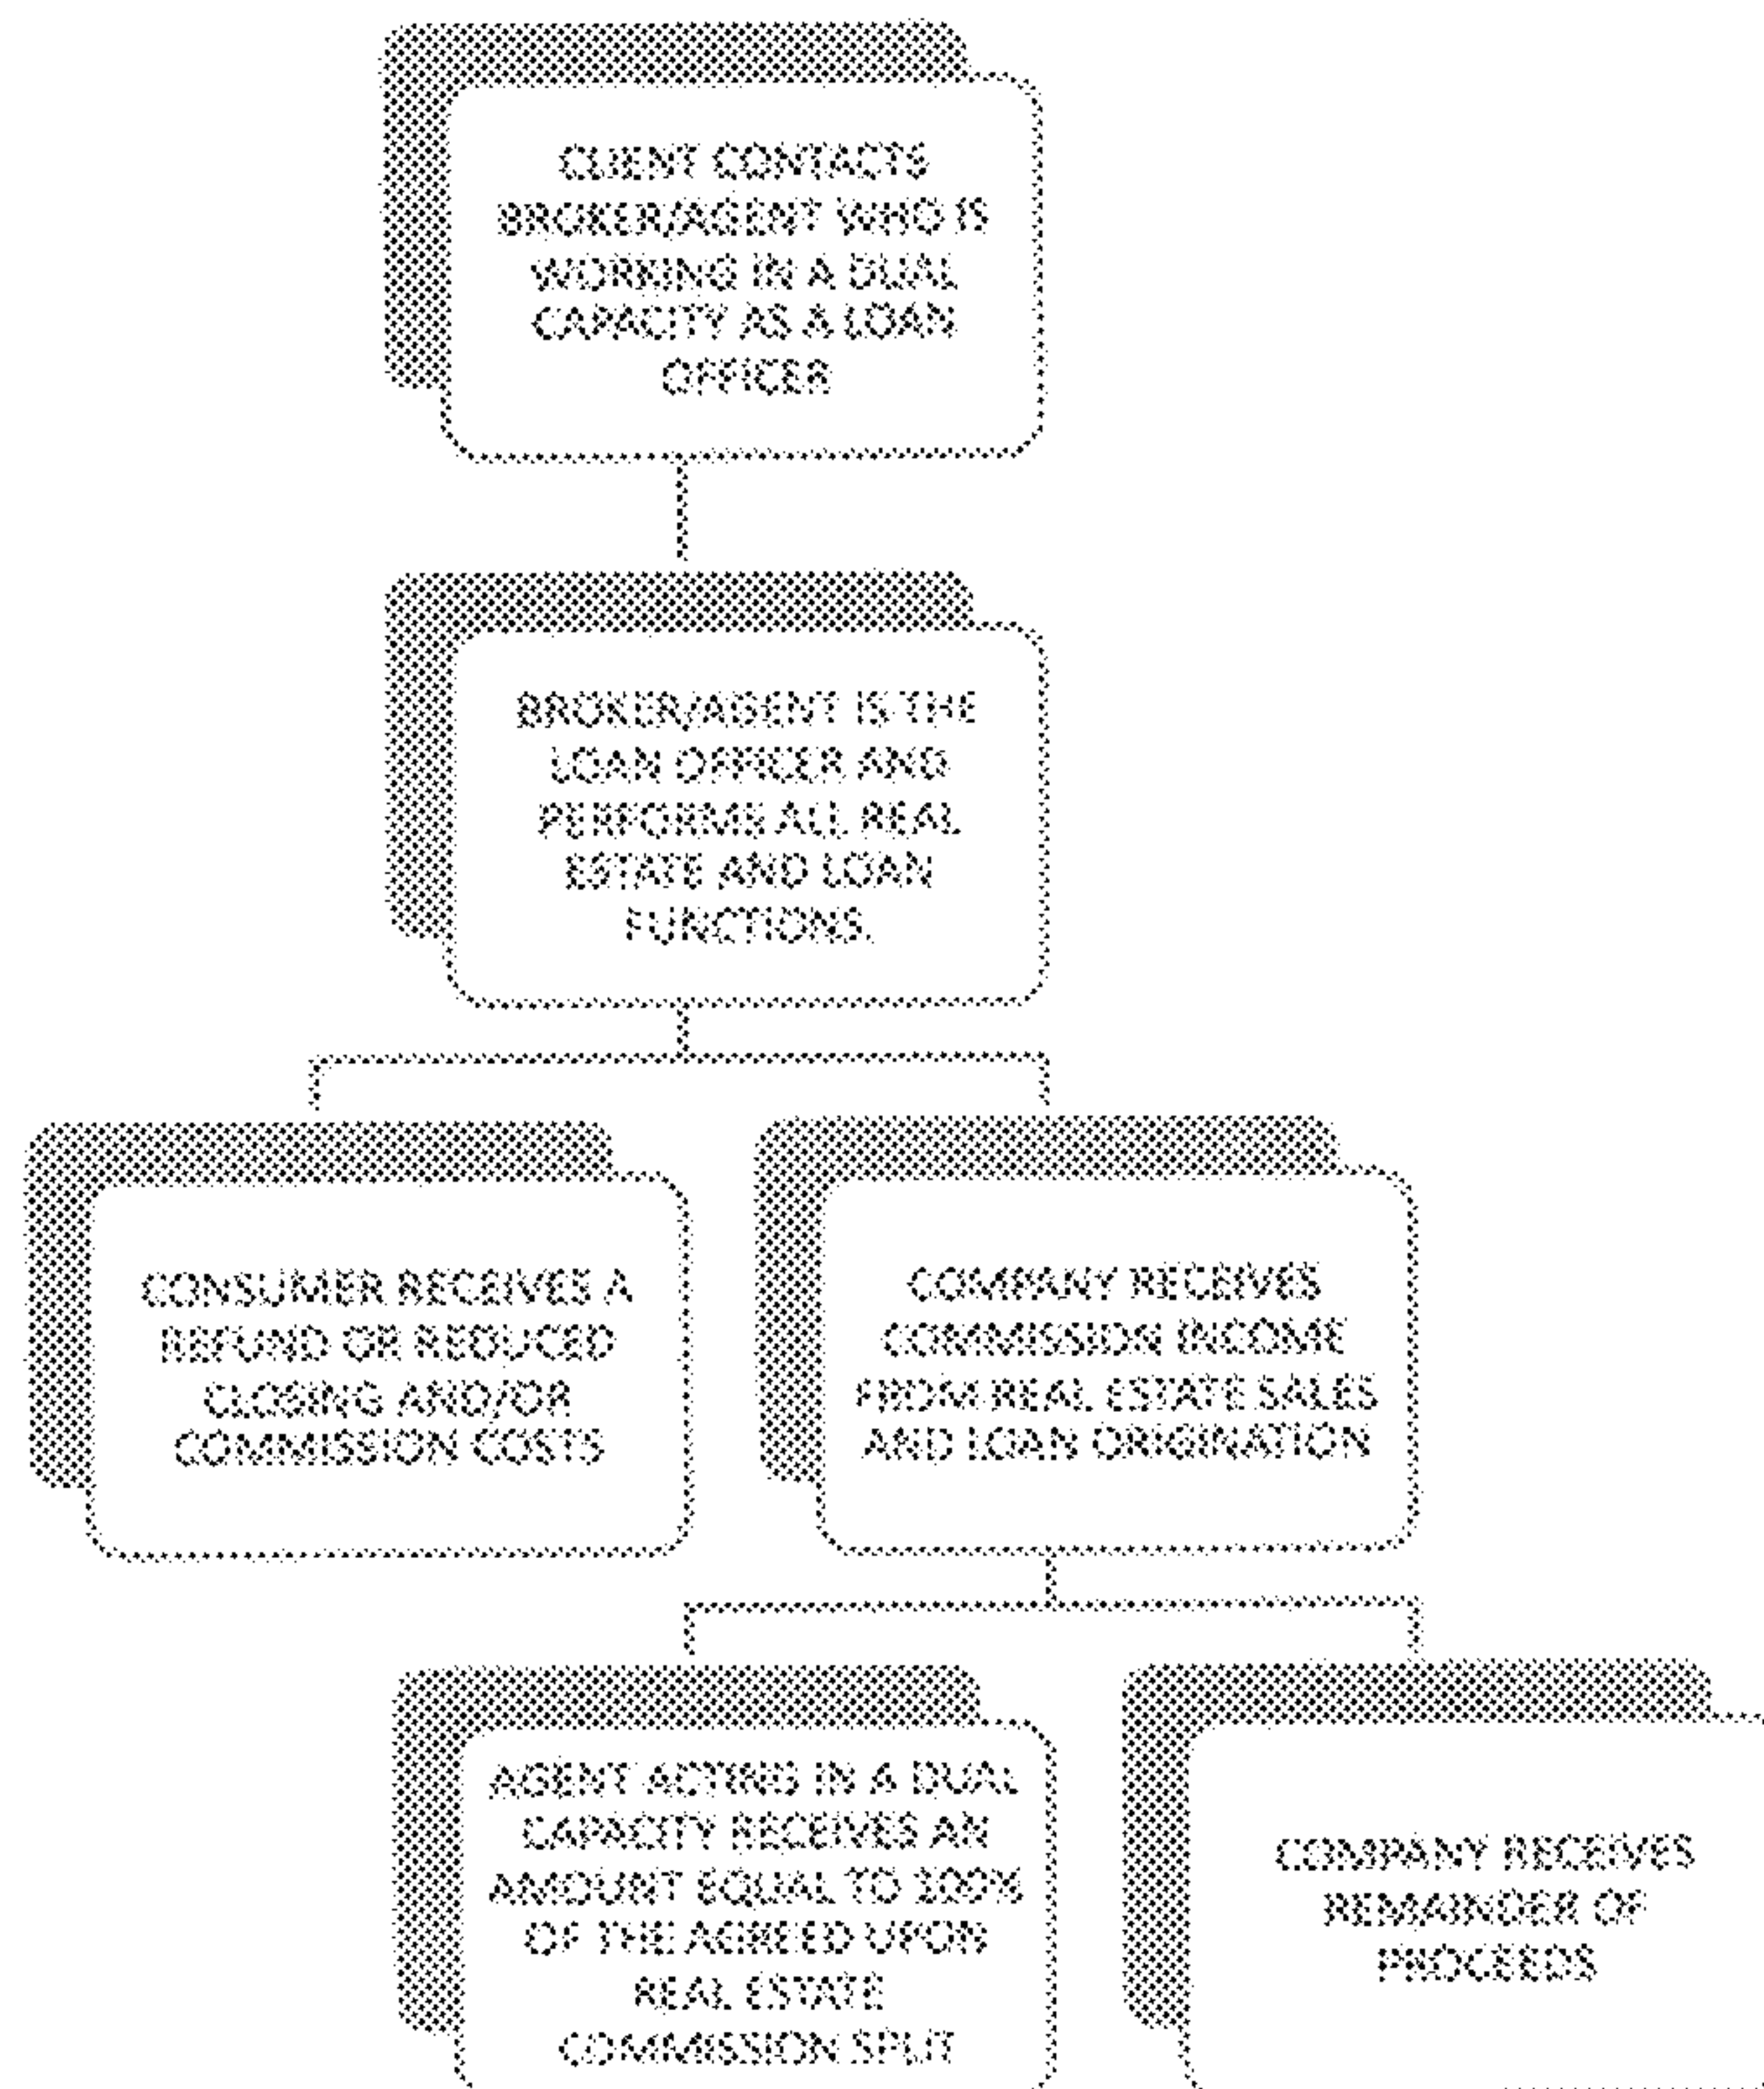 CLIENT CONTACTS
BROKER/AGENT WHO IS
WORKING IN A DUAL
CAPACITY AS A LOAN
OFFICER
BROKER/AGENT IS THE
LOAN OFFICER AND
PERFORMS ALL REAL
ESTATE AND LOAN
FUNCTIONS.
CONSUMER RECEIVES A
REFUND OR REDUCED
CLOSING AND/OR
COMMISSION COSTS
COMPANY RECEIVES
COMMISSION INCOME
FROM REAL ESTATE SALES
AND LOAN ORIGINATION
AGENT ACTING IN A DUAL
CAPACITY RECEIVES AN
AMOUNT EQUAL TO 100%
OF THE AGREED UPON
REAL ESTATE
COMMISSION SPLIT
COMPANY RECEIVES
REMAINDER OF
PROCEEDS